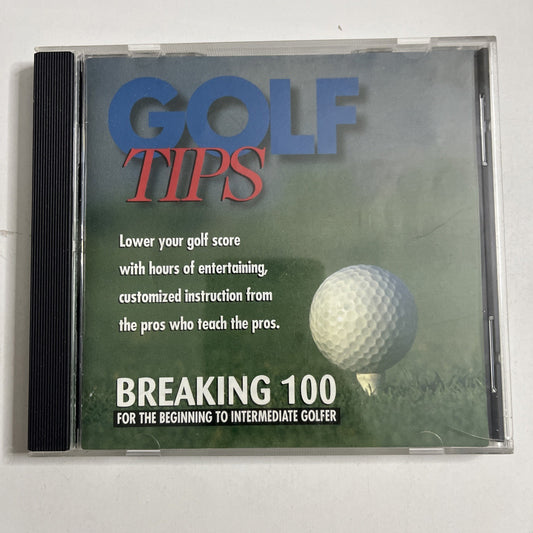 GOLF
TIPS
Lower your golf score
with hours of entertaining,
customized instruction from
the pros who teach the pros.
BREAKING 100
FOR THE BEGINNING TO INTERMEDIATE GOLFER